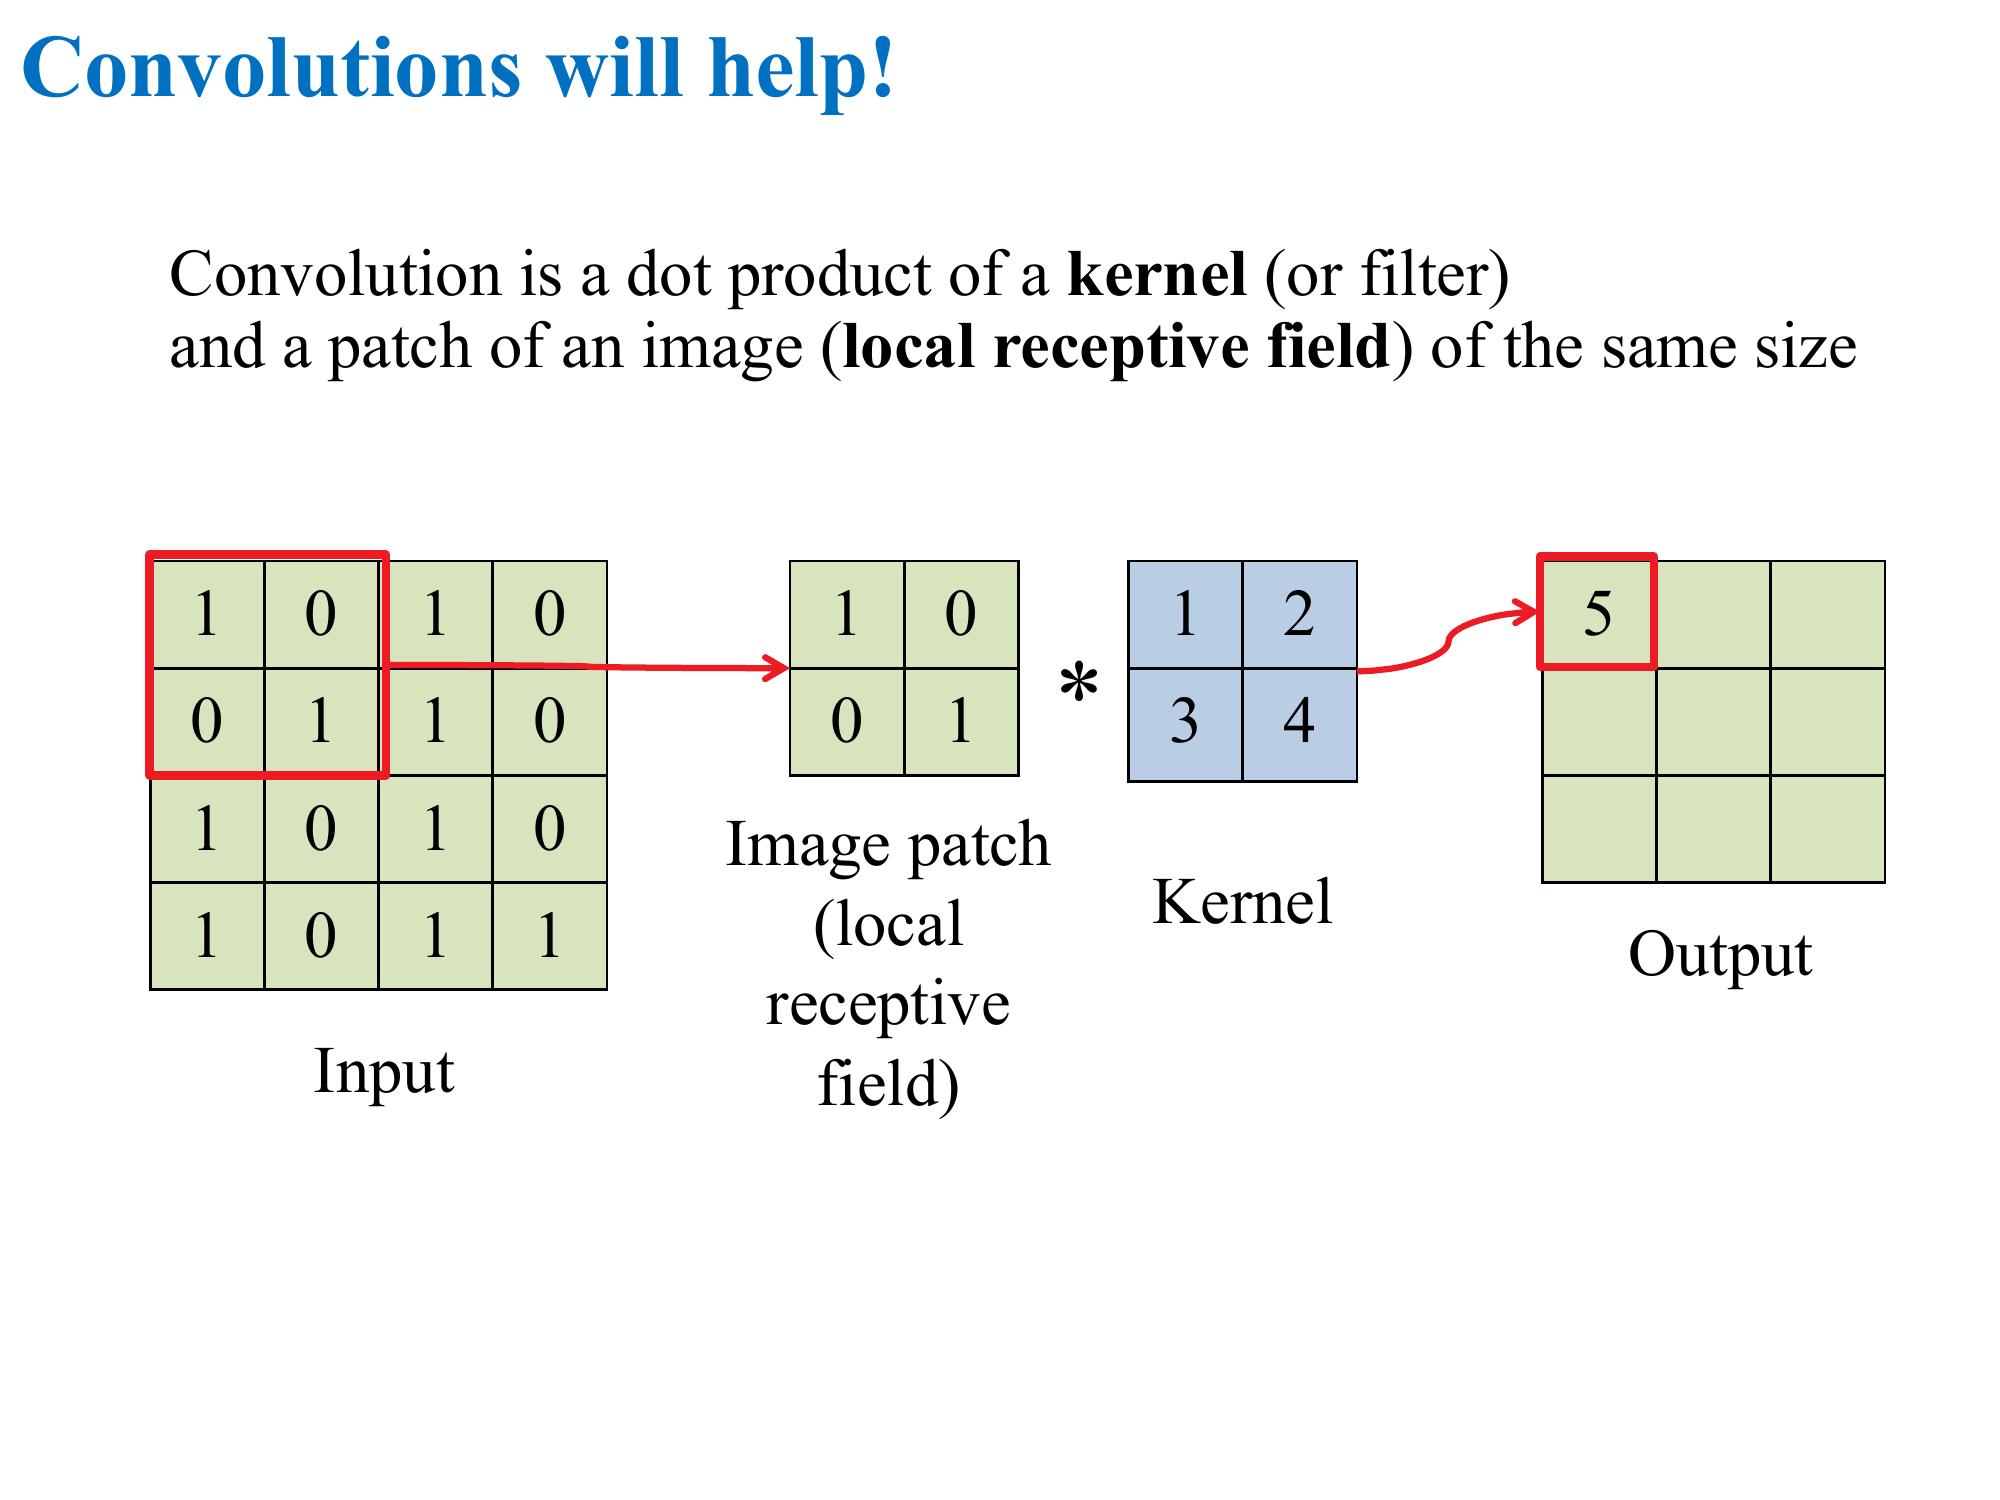 Convolutions will help!
Convolution is a dot product of a kernel (or filter)
and a patch of an image (local receptive field) of the same size
1 0 1 0
0 1 1 0
1 0 1 0
1 0 1 1
Input
1 0
0 1
Image patch
(local
receptive
field)
*
1 2
3 4
Kernel
5
Output